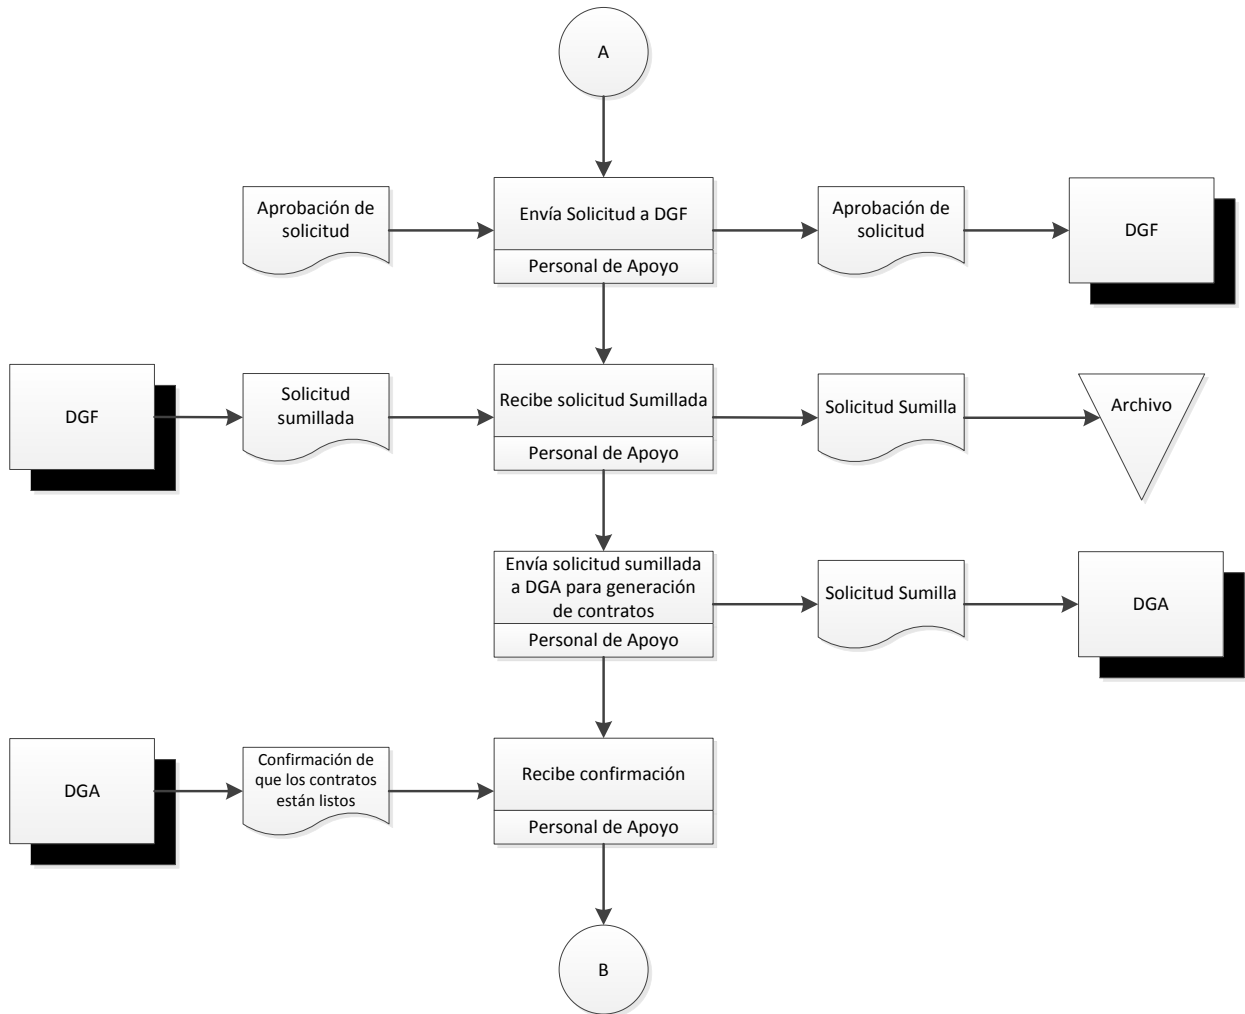 A
Aprobación de
solicitud
Envía Solicitud a DGF
Personal de Apoyo
Aprobación de
solicitud
DGF
DGF
Solicitud
sumillada
Recibe solicitud Sumillada
Personal de Apoyo
Solicitud Sumilla
Archivo
Envía solicitud sumillada
a DGA para generación
de contratos
Personal de Apoyo
Solicitud Sumilla
DGA
DGA
Confirmación de
que los contratos
están listos
Recibe confirmación
Personal de Apoyo
B